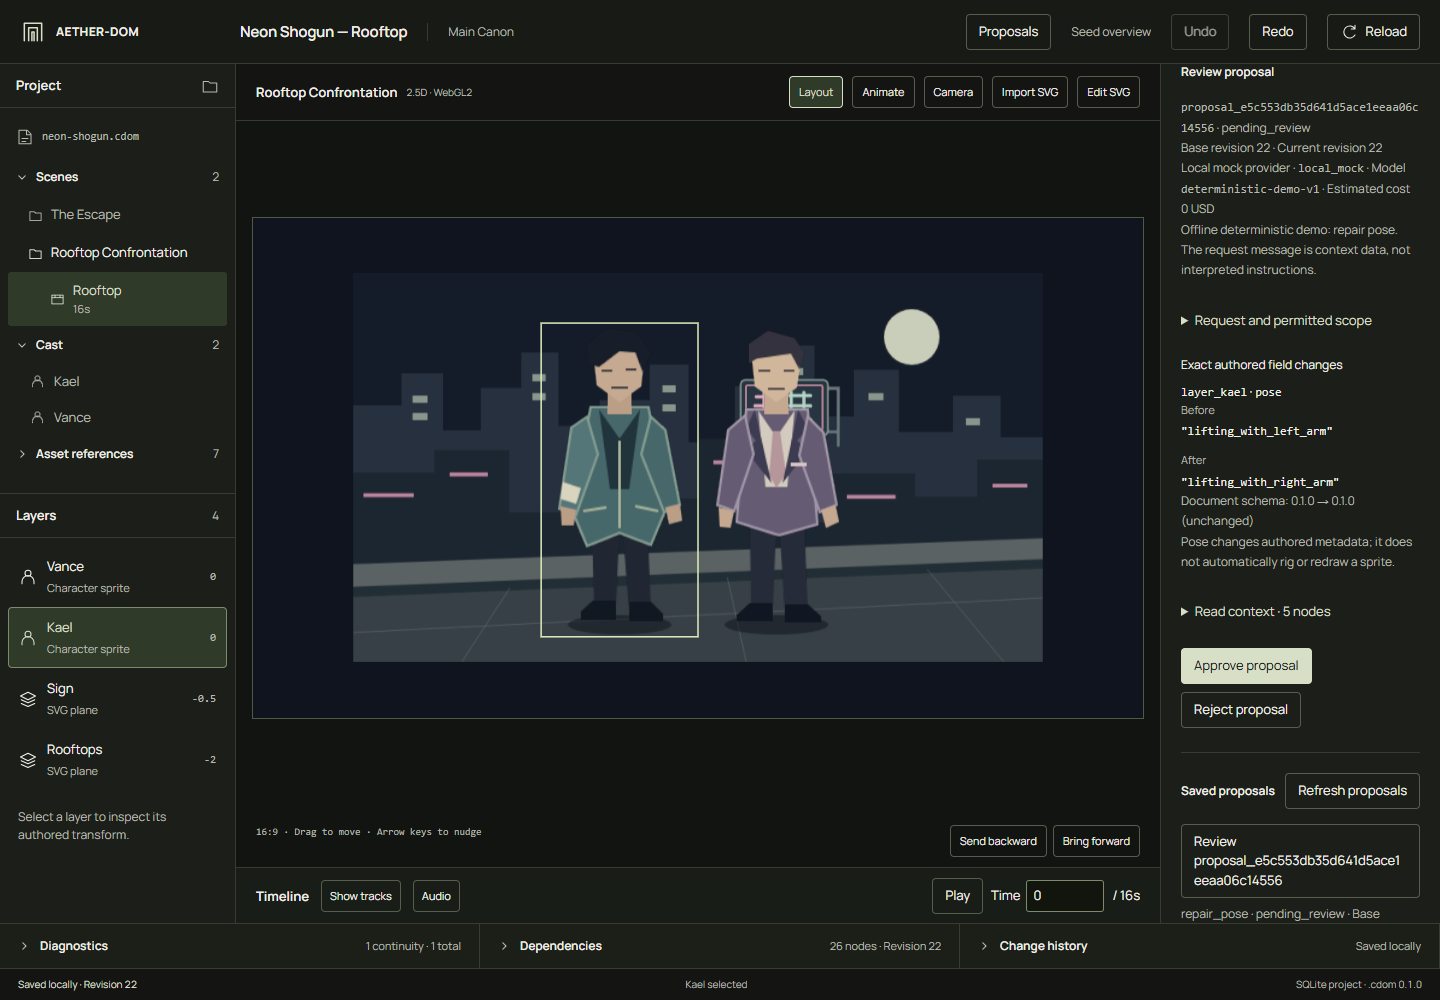 AETHER-DOM
Neon Shogun — Rooftop
Main Canon
Proposals
Seed overview
Undo
Redo
Reload
Project
neon-shogun.cdom
Scenes
2
The Escape
Rooftop Confrontation
Rooftop
16s
Cast
2
Kael
Vance
Asset references
7
Layers
4
Vance
Character sprite
0
Kael
Character sprite
0
Sign
SVG plane
-0.5
Rooftops
SVG plane
-2
Select a layer to inspect its
authored transform.
Rooftop Confrontation
2.5D · WebGL2
Layout
Animate
Camera
Import SVG
Edit SVG
16:9 · Drag to move · Arrow keys to nudge
Send backward
Bring forward
Timeline
Show tracks
Audio
Play
Time
0
/ 16s
Review proposal
proposal_e5c553db35d641d5ace1eeaa06c
14556 · pending_review
Base revision 22 · Current revision 22
Local mock provider · local_mock · Model
deterministic-demo-v1 · Estimated cost
0 USD
Offline deterministic demo: repair pose.
The request message is context data, not
interpreted instructions.
Request and permitted scope
Exact authored field changes
layer_kael · pose
Before
"lifting_with_left_arm"
After
"lifting_with_right_arm"
Document schema: 0.1.0 → 0.1.0
(unchanged)
Pose changes authored metadata; it does
not automatically rig or redraw a sprite.
Read context · 5 nodes
Approve proposal
Reject proposal
Saved proposals
Refresh proposals
Review
proposal_e5c553db35d641d5ace1
eeaa06c14556
repair_pose · pending_review · Base
Diagnostics
1 continuity · 1 total
Dependencies
26 nodes · Revision 22
Change history
Saved locally
Saved locally · Revision 22
Kael selected
SQLite project · .cdom 0.1.0